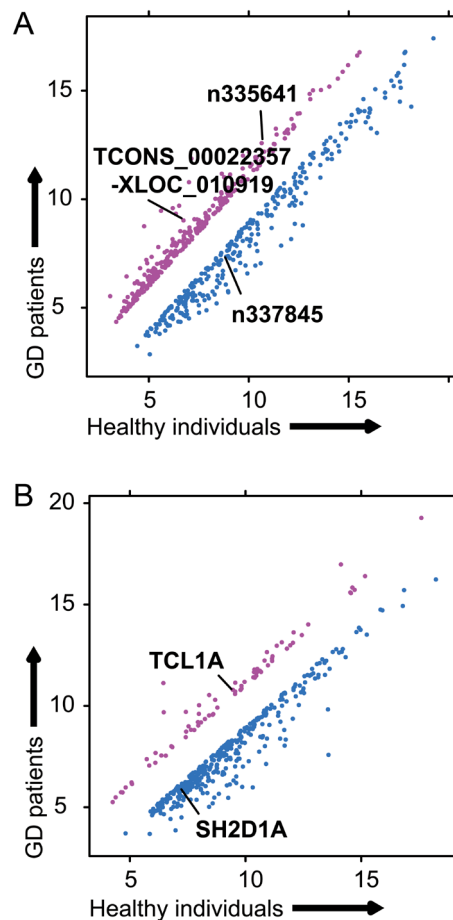 A
15
10
5
GD patients
n335641
TCONS_00022357
-XLOC_010919
n337845
5
10
15
Healthy individuals
B
20
15
10
5
GD patients
TCL1A
SH2D1A
5
10
15
Healthy individuals